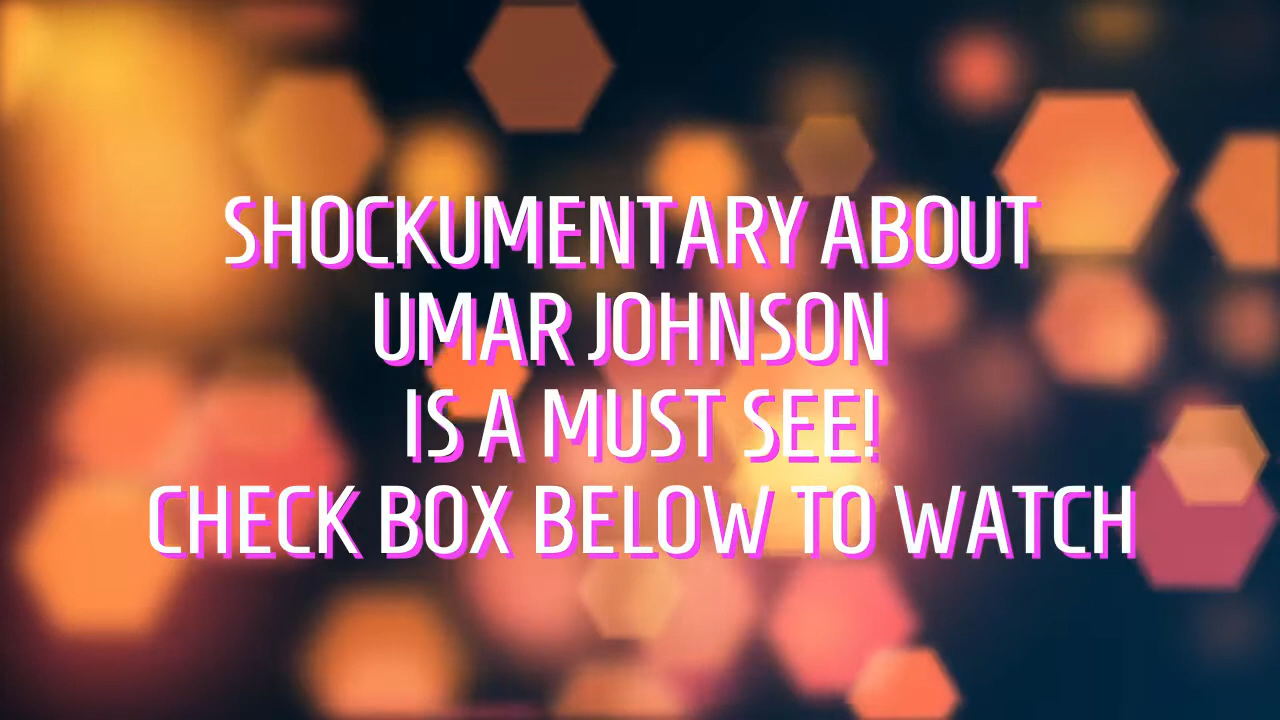 SHOCKUMENTARY ABOUT
UMAR JOHNSON
IS A MUST SEE!
CHECK BOX BELOW TO WATCH